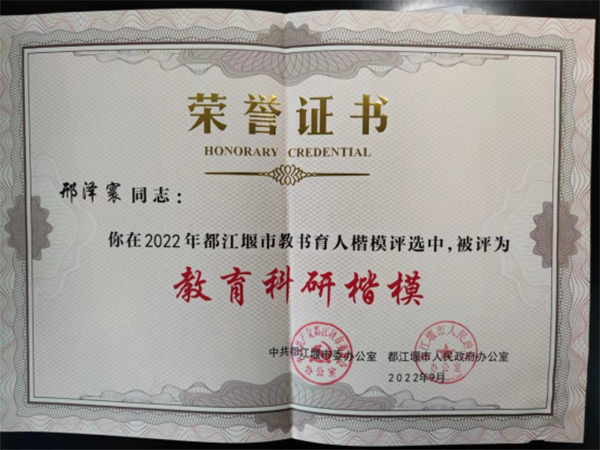 荣誉证书
HONORARY CREDENTIAL
邢泽寰同志：
你在2022年都江堰市教书育人楷模评选中，被评为
教育科研楷模
中共都江堰市委办公室 都江堰市人民政府办公室
2022年9月